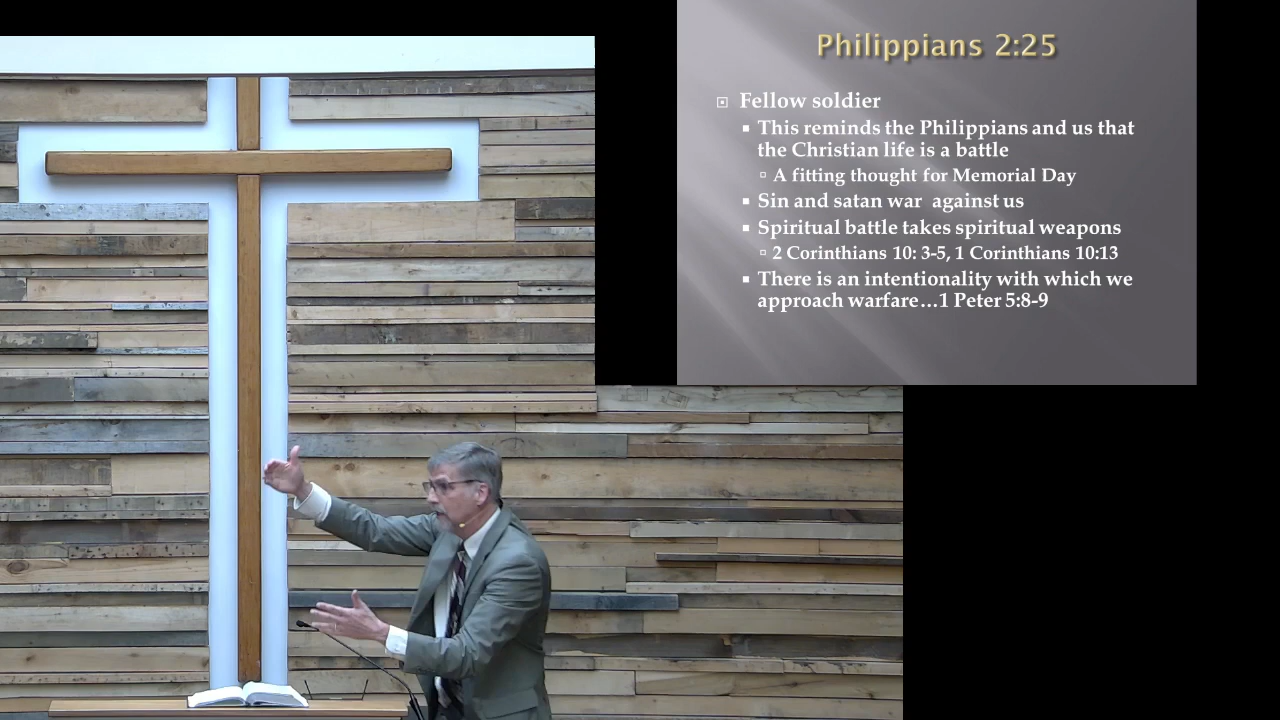 Philippians 2:25
Fellow soldier
This reminds the Philippians and us that
the Christian life is a battle
A fitting thought for Memorial Day
Sin and satan war against us
Spiritual battle takes spiritual weapons
2 Corinthians 10: 3-5, 1 Corinthians 10:13
There is an intentionality with which we
approach warfare…1 Peter 5:8-9